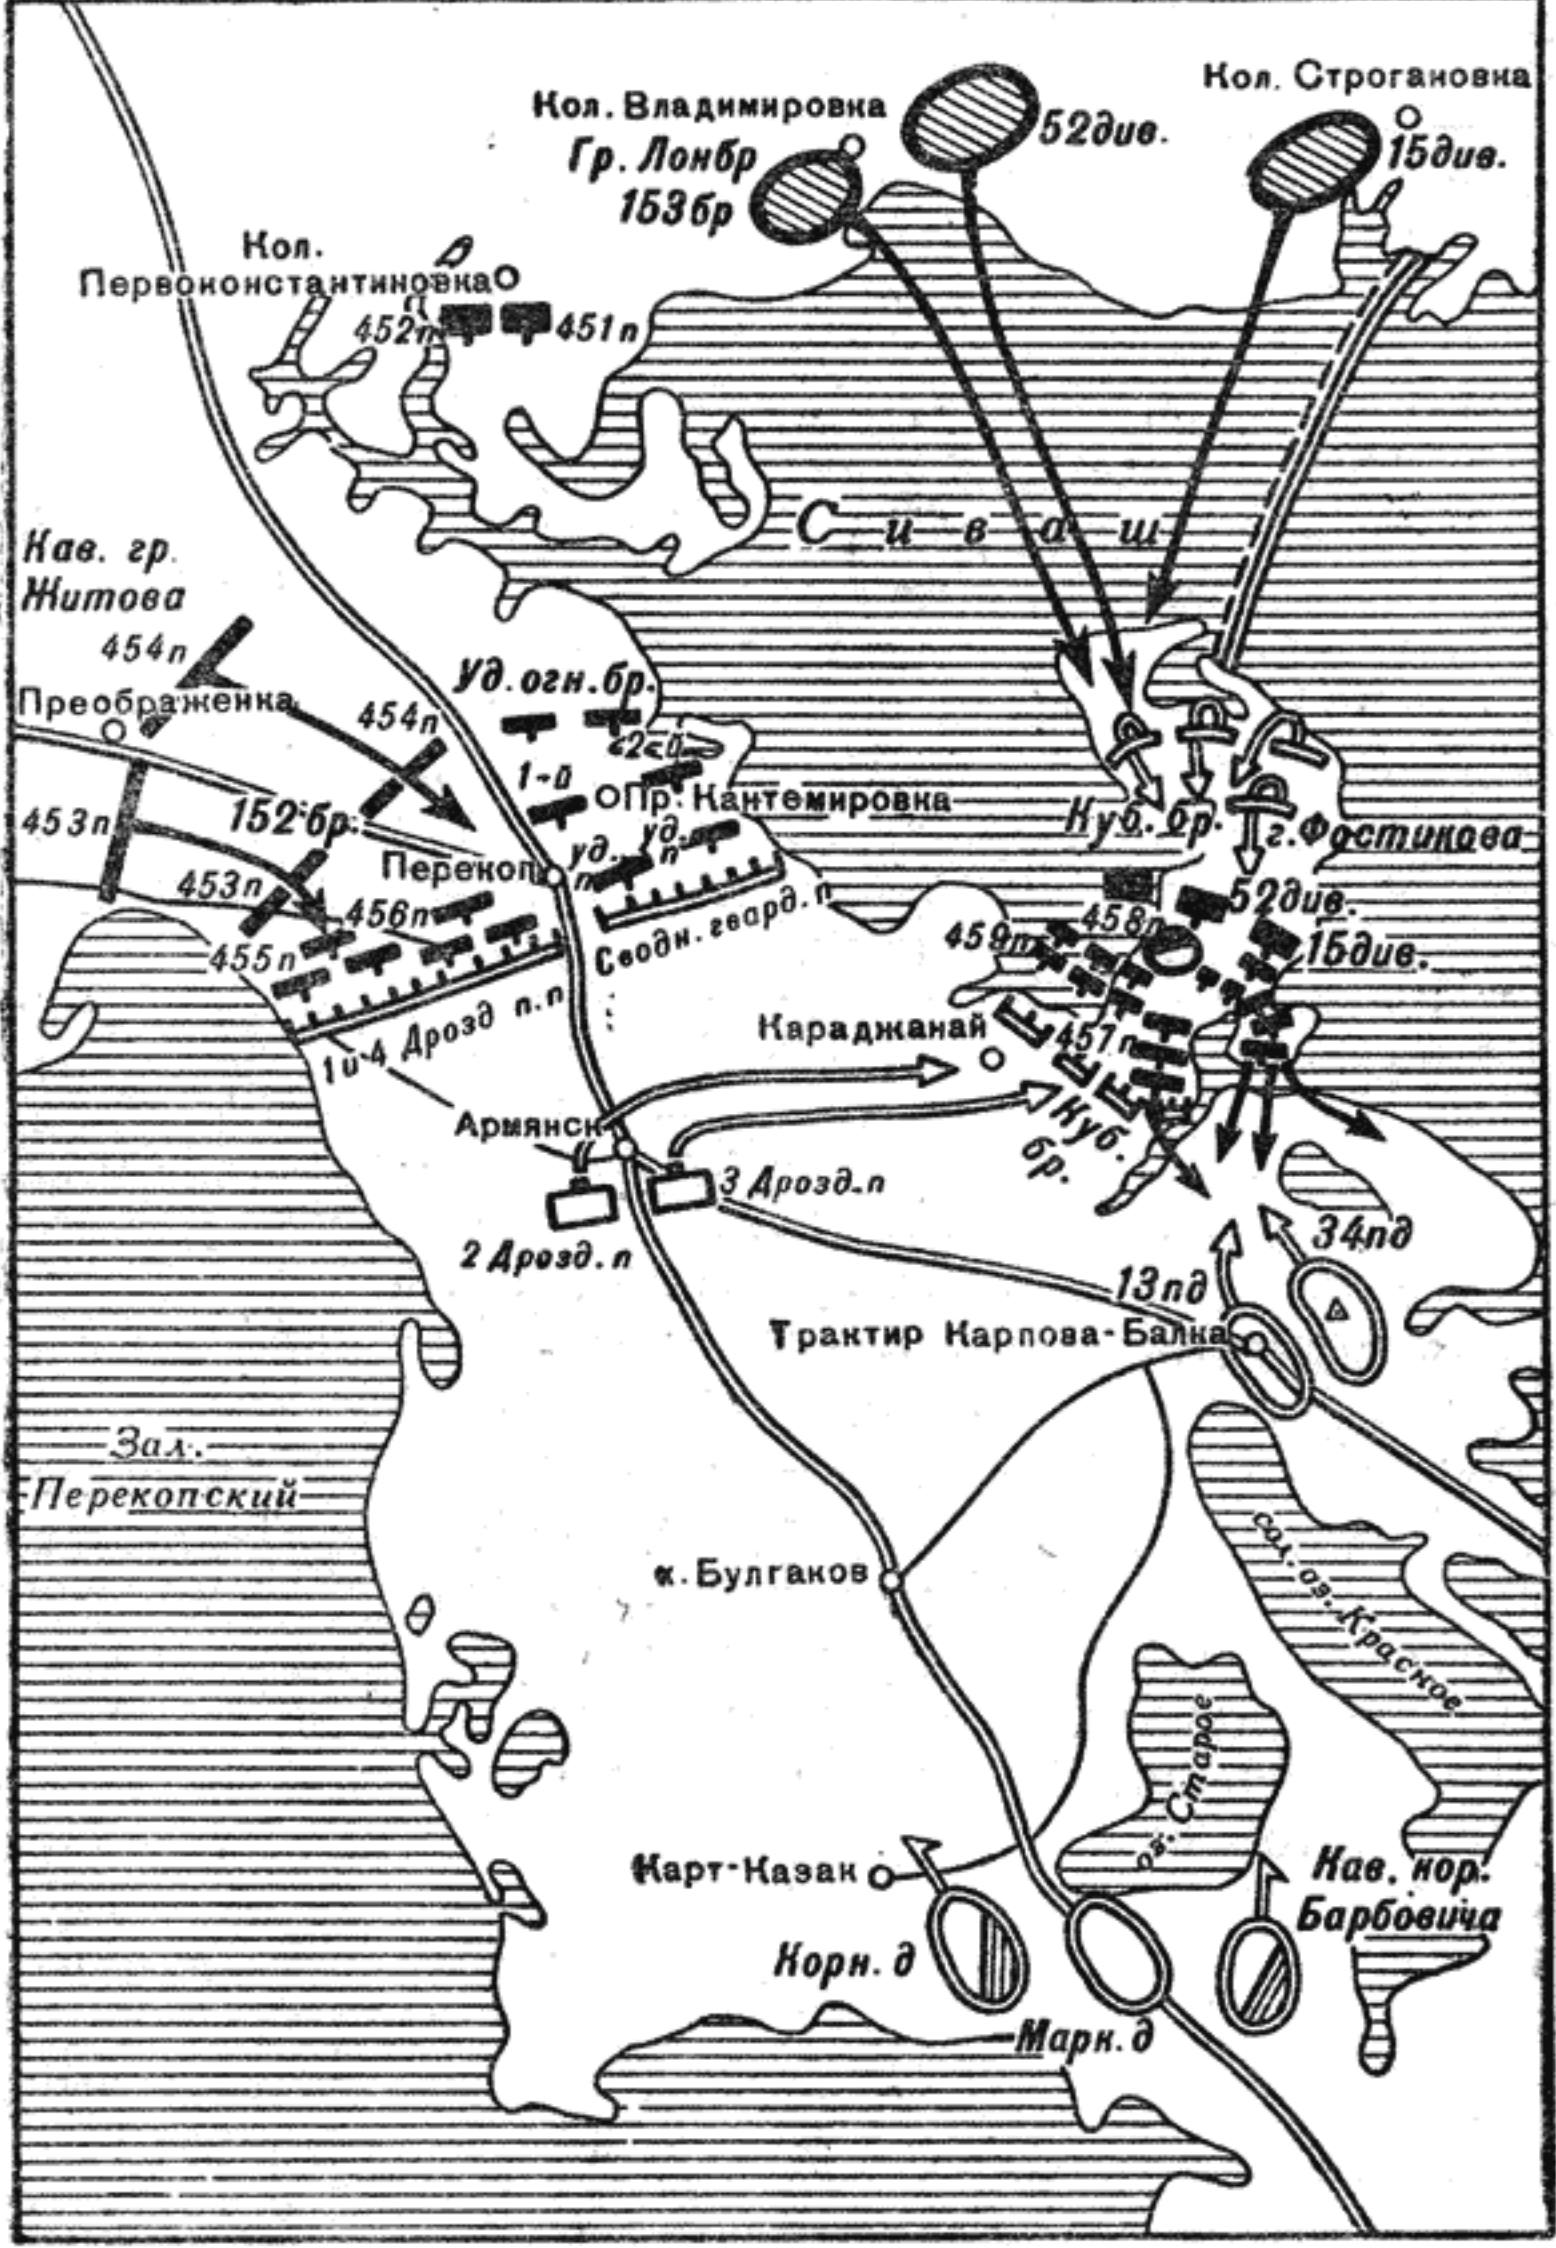 Кол. Строгановка
Кол. Владимировка
52див.
15див.
Гр. Лонбр
153бр
Кол.
Первоконстантиновка
452п
451п
Сиваш
Кав. гр.
Житова
454п
Преображенка
454п
Уд. огн. бр.
2-й
1-й
Пр. Кантемировка
453п
152 бр.
Куб. бр.
г. Фостикова
Перекоп
уд.
п
уд.
п
453п
456п
52див.
458п
459п
15див.
455п
Сводн. гвард. п
1 и 4 Дрозд п.п
Караджанай
457п
Армянск
Куб.
бр.
3 Дрозд. п
2 Дрозд. п
34пд
13пд
Трактир Карпова-Балка
Зал.
Перекопский
сол. оз. Красное
к. Булгаков
оз. Старое
Карт-Казак
Кав. кор.
Барбовича
Корн. д
Марк. д